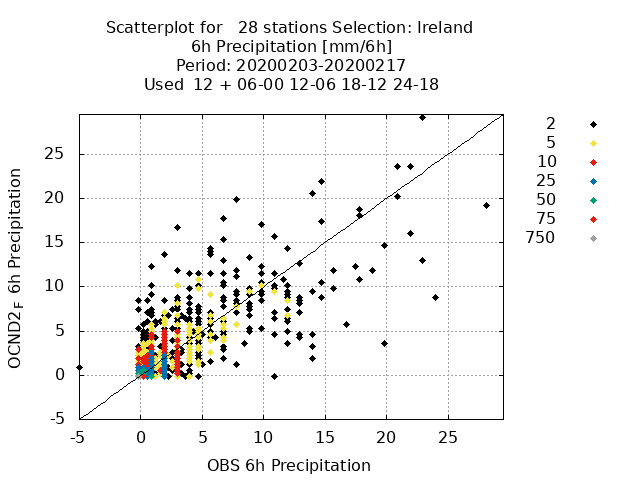 Scatterplot for   28 stations Selection: Ireland
6h Precipitation [mm/6h]
Period: 20200203-20200217
Used  12 + 06-00 12-06 18-12 24-18
2
5
10
25
50
75
750
25
20
15
10
5
0
-5
-5 0 5 10 15 20 25
OCND2F 6h Precipitation
OBS 6h Precipitation